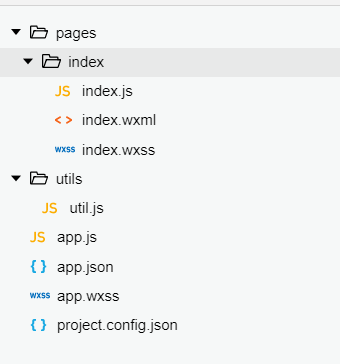 pages
index
JS index.js
< > index.wxml
wxss index.wxss
utils
JS util.js
JS app.js
{ } app.json
wxss app.wxss
{ } project.config.json